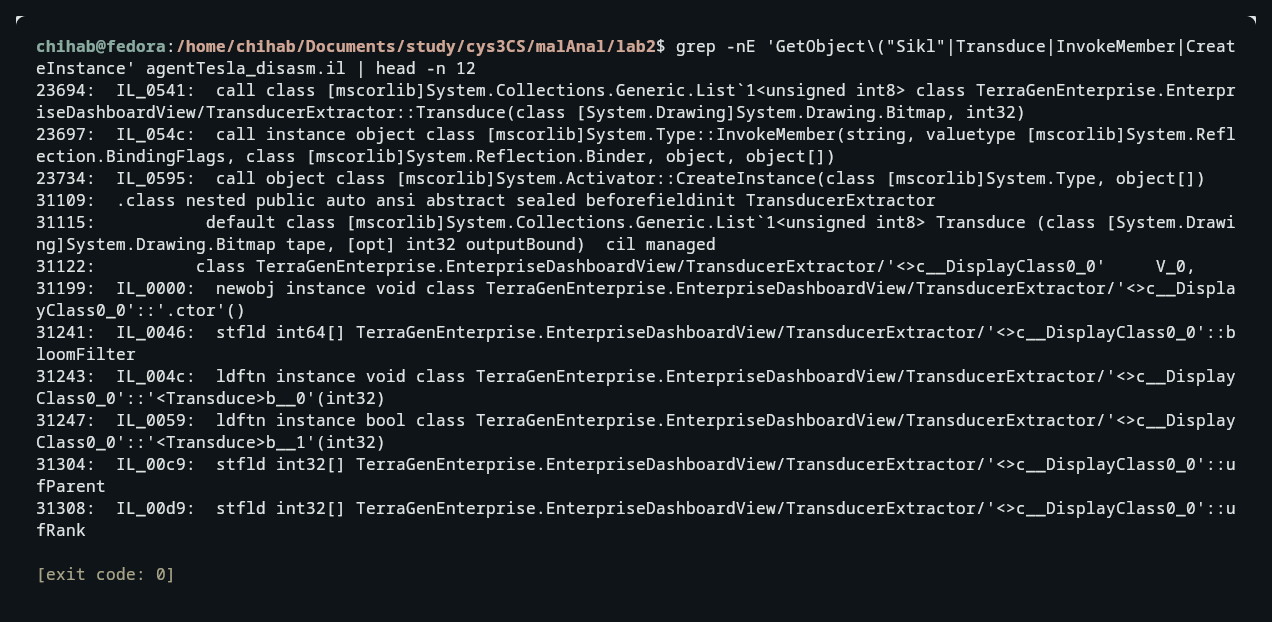 chihab@fedora:/home/chihab/Documents/study/cys3CS/malAnal/lab2$ grep -nE 'GetObject\("Sikl"|Transduce|InvokeMember|Creat
eInstance' agentTesla_disasm.il | head -n 12
23694:  IL_0541:  call class [mscorlib]System.Collections.Generic.List`1<unsigned int8> class TerraGenEnterprise.Enterpr
iseDashboardView/TransducerExtractor::Transduce(class [System.Drawing]System.Drawing.Bitmap, int32)
23697:  IL_054c:  call instance object class [mscorlib]System.Type::InvokeMember(string, valuetype [mscorlib]System.Refl
ection.BindingFlags, class [mscorlib]System.Reflection.Binder, object, object[])
23734:  IL_0595:  call object class [mscorlib]System.Activator::CreateInstance(class [mscorlib]System.Type, object[])
31109:  .class nested public auto ansi abstract sealed beforefieldinit TransducerExtractor
31115:           default class [mscorlib]System.Collections.Generic.List`1<unsigned int8> Transduce (class [System.Drawi
ng]System.Drawing.Bitmap tape, [opt] int32 outputBound)  cil managed
31122:          class TerraGenEnterprise.EnterpriseDashboardView/TransducerExtractor/'<>c__DisplayClass0_0'     V_0,
31199:  IL_0000:  newobj instance void class TerraGenEnterprise.EnterpriseDashboardView/TransducerExtractor/'<>c__Displa
yClass0_0'::'.ctor'()
31241:  IL_0046:  stfld int64[] TerraGenEnterprise.EnterpriseDashboardView/TransducerExtractor/'<>c__DisplayClass0_0'::b
loomFilter
31243:  IL_004c:  ldftn instance void class TerraGenEnterprise.EnterpriseDashboardView/TransducerExtractor/'<>c__Display
Class0_0'::'<Transduce>b__0'(int32)
31247:  IL_0059:  ldftn instance bool class TerraGenEnterprise.EnterpriseDashboardView/TransducerExtractor/'<>c__Display
Class0_0'::'<Transduce>b__1'(int32)
31304:  IL_00c9:  stfld int32[] TerraGenEnterprise.EnterpriseDashboardView/TransducerExtractor/'<>c__DisplayClass0_0'::u
fParent
31308:  IL_00d9:  stfld int32[] TerraGenEnterprise.EnterpriseDashboardView/TransducerExtractor/'<>c__DisplayClass0_0'::u
fRank
[exit code: 0]